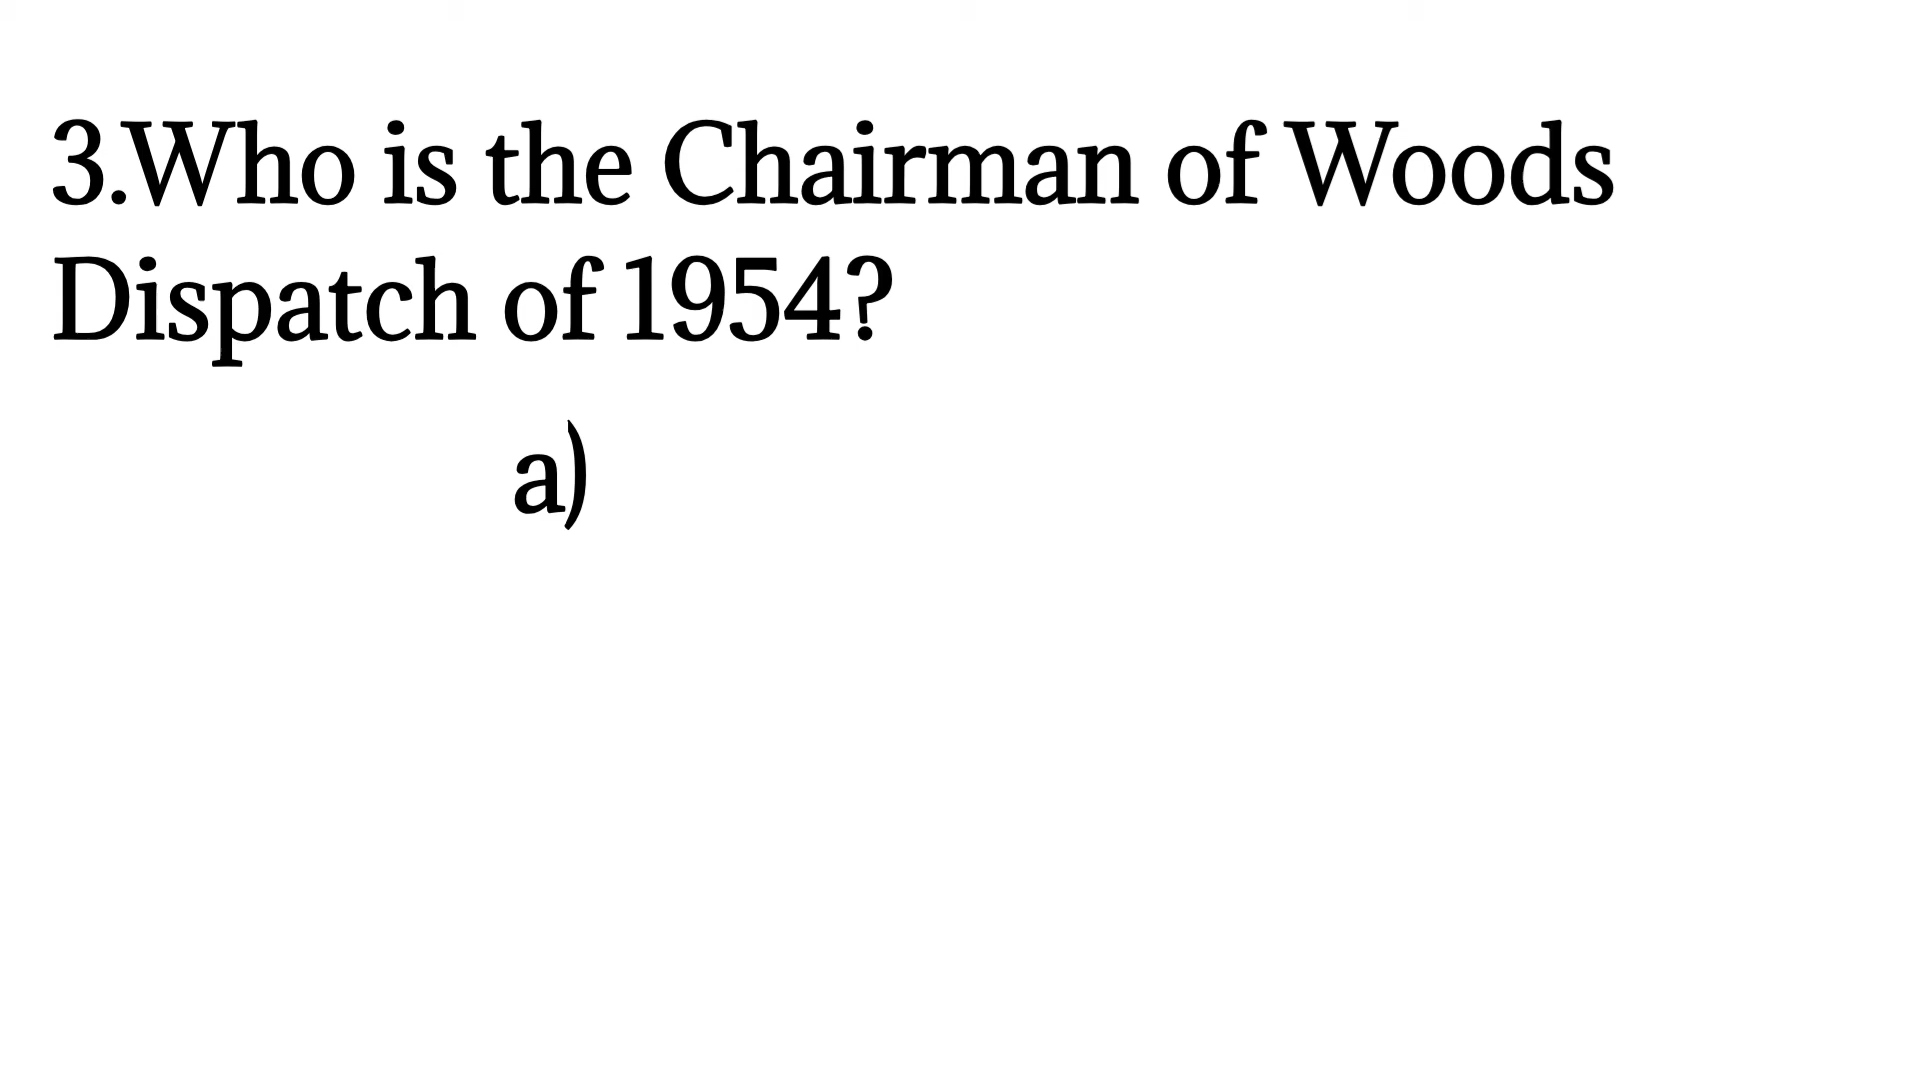 3.Who is the Chairman of Woods
Dispatch of 1954?
a)